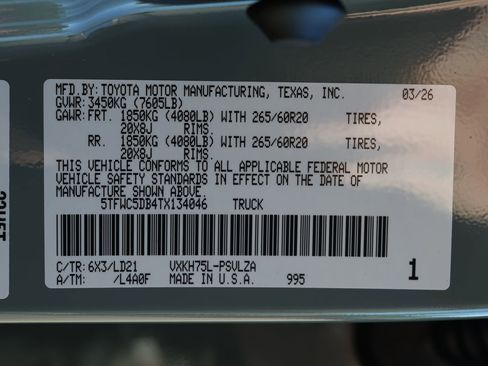 MFD.BY: TOYOTA MOTOR MANUFACTURING, TEXAS, INC. 03/26
GVWR: 3450KG (7605LB)
GAWR: FRT. 1850KG (4080LB) WITH 265/60R20 TIRES,
20X8J RIMS.
RR. 1850KG (4080LB) WITH 265/60R20 TIRES,
20X8J RIMS.
THIS VEHICLE CONFORMS TO ALL APPLICABLE FEDERAL MOTOR
VEHICLE SAFETY STANDARDS IN EFFECT ON THE DATE OF
MANUFACTURE SHOWN ABOVE.
5TFWC5DB4TX134046 TRUCK
C/TR: 6X3/LD21 VXKH75L-PSVLZA
A/TM: /L4A0F MADE IN U.S.A. 995 1